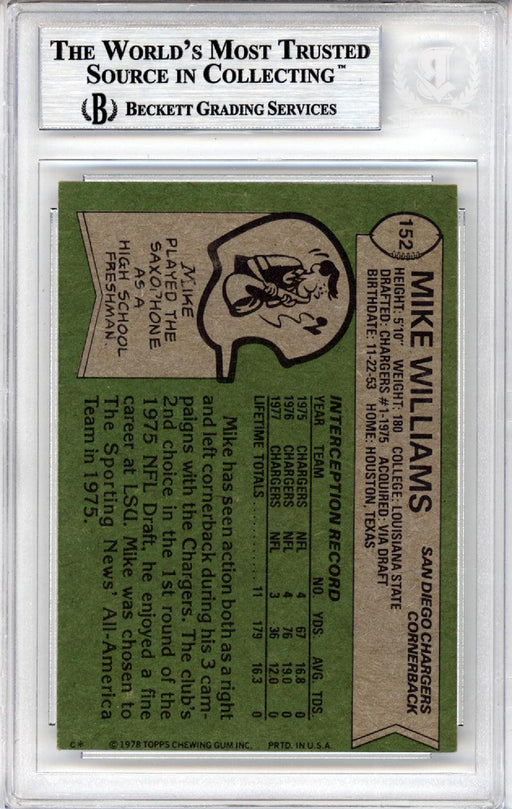 THE WORLD'S MOST TRUSTED
SOURCE IN COLLECTING™
B BECKETT GRADING SERVICES
152
MIKE WILLIAMS
SAN DIEGO CHARGERS
CORNERBACK
HEIGHT: 5'10" WEIGHT: 180 COLLEGE: LOUISIANA STATE
DRAFTED: CHARGERS #1-1975 ACQUIRED: VIA DRAFT
BIRTHDATE: 11-22-53 HOME: HOUSTON, TEXAS
INTERCEPTION RECORD
YEAR TEAM NO. YDS. AVG. TDS.
1975 CHARGERS NFL 4 67 16.8 0
1976 CHARGERS NFL 4 76 19.0 0
1977 CHARGERS NFL 3 36 12.0 0
LIFETIME TOTALS 11 179 16.3 0
MIKE
PLAYED THE
SAXOPHONE
AS A
HIGH SCHOOL
FRESHMAN.
Mike has seen action both as a right
and left cornerback during his 3 cam-
paigns with the Chargers. The club's
2nd choice in the 1st round of the
1975 NFL Draft, he enjoyed a fine
career at LSU. Mike was chosen to
The Sporting News' All-America
Team in 1975.
C* © 1978 TOPPS CHEWING GUM INC. PRTD. IN U.S.A.